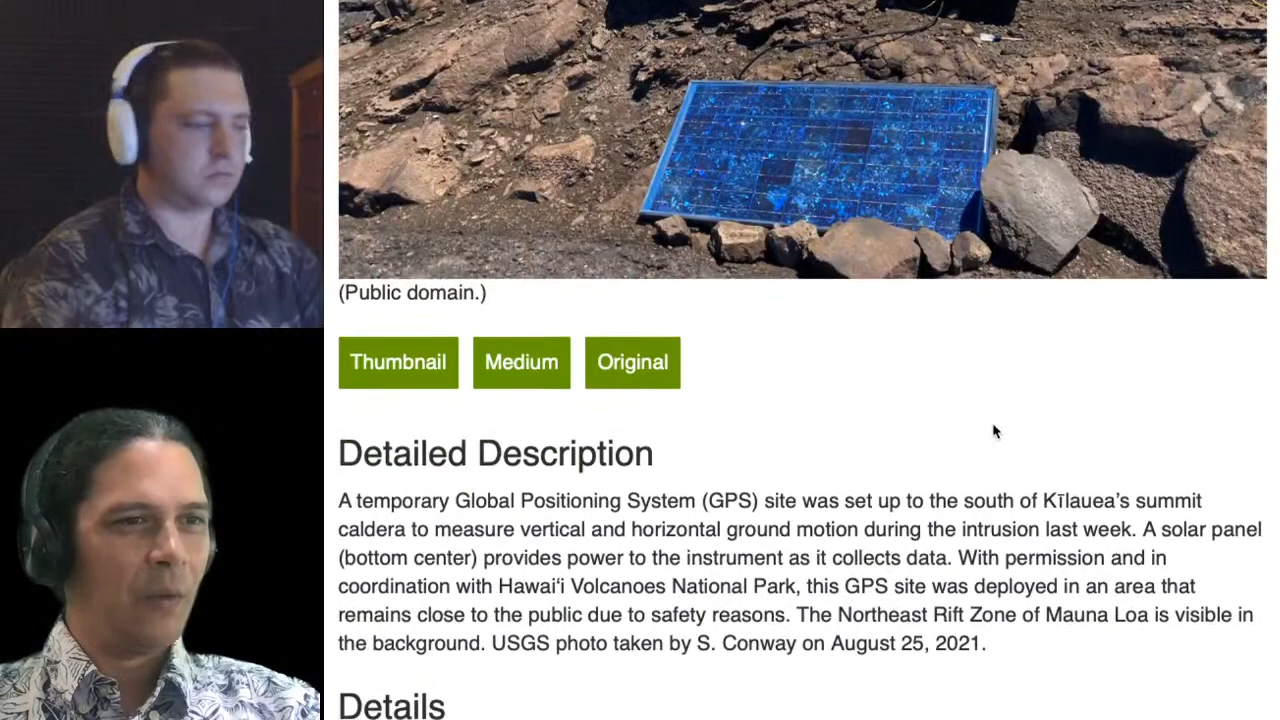 (Public domain.)
Thumbnail
Medium
Original
Detailed Description
A temporary Global Positioning System (GPS) site was set up to the south of Kīlauea’s summit
caldera to measure vertical and horizontal ground motion during the intrusion last week. A solar panel
(bottom center) provides power to the instrument as it collects data. With permission and in
coordination with Hawai‘i Volcanoes National Park, this GPS site was deployed in an area that
remains close to the public due to safety reasons. The Northeast Rift Zone of Mauna Loa is visible in
the background. USGS photo taken by S. Conway on August 25, 2021.
Details